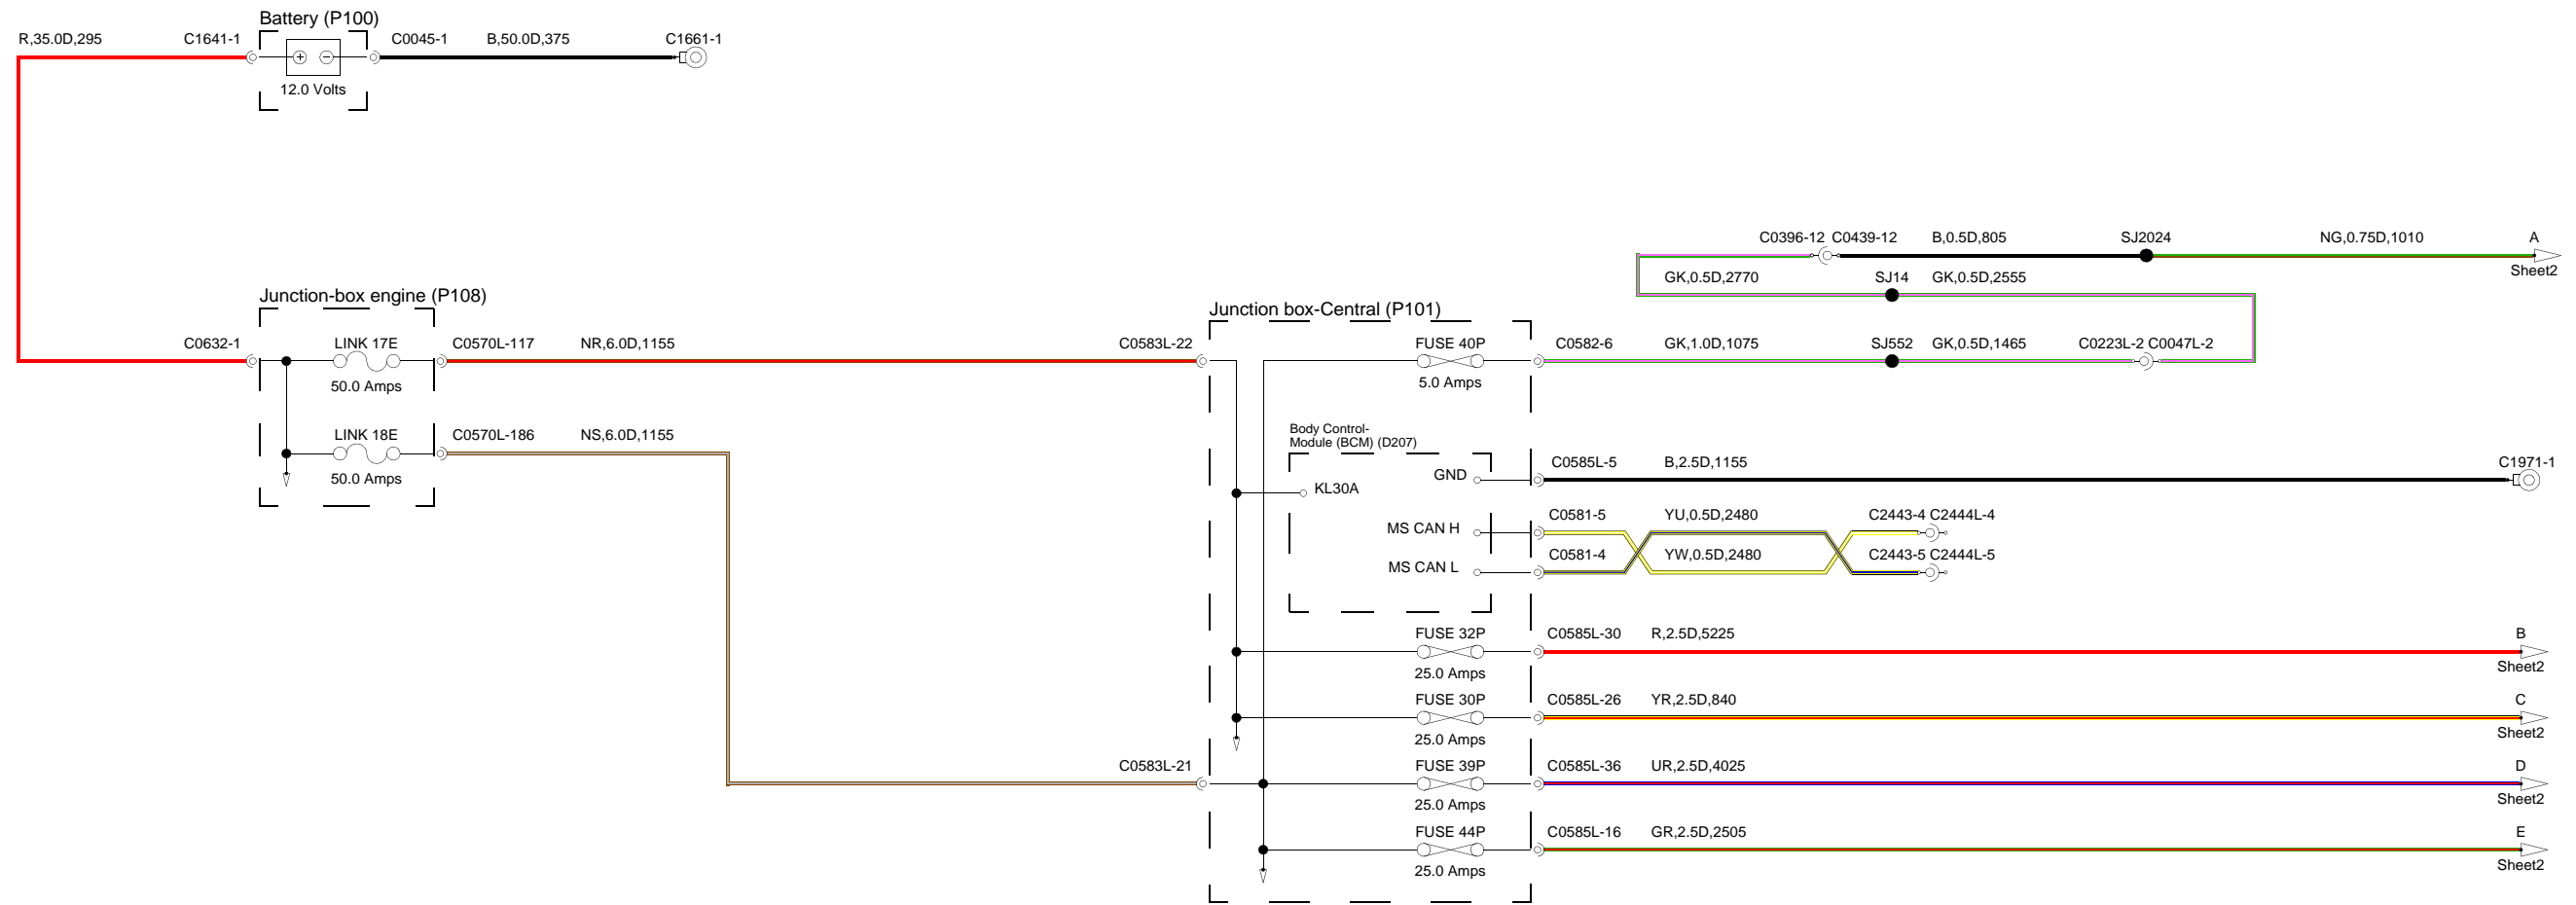 Battery (P100)
R,35.0D,295
C1641-1
C0045-1
B,50.0D,375
C1661-1
12.0 Volts
C0396-12 C0439-12
B,0.5D,805
SJ2024
NG,0.75D,1010
A
Sheet2
GK,0.5D,2770
SJ14
GK,0.5D,2555
Junction-box engine (P108)
Junction box-Central (P101)
C0632-1
LINK 17E
C0570L-117
NR,6.0D,1155
C0583L-22
FUSE 40P
C0582-6
GK,1.0D,1075
SJ552
GK,0.5D,1465
C0223L-2 C0047L-2
50.0 Amps
5.0 Amps
LINK 18E
C0570L-186
NS,6.0D,1155
50.0 Amps
Body Control-
Module (BCM) (D207)
GND
C0585L-5
B,2.5D,1155
C1971-1
KL30A
MS CAN H
C0581-5
YU,0.5D,2480
C2443-4 C2444L-4
MS CAN L
C0581-4
YW,0.5D,2480
C2443-5 C2444L-5
FUSE 32P
C0585L-30
R,2.5D,5225
B
25.0 Amps
Sheet2
FUSE 30P
C0585L-26
YR,2.5D,840
C
25.0 Amps
Sheet2
C0583L-21
FUSE 39P
C0585L-36
UR,2.5D,4025
D
25.0 Amps
Sheet2
FUSE 44P
C0585L-16
GR,2.5D,2505
E
25.0 Amps
Sheet2